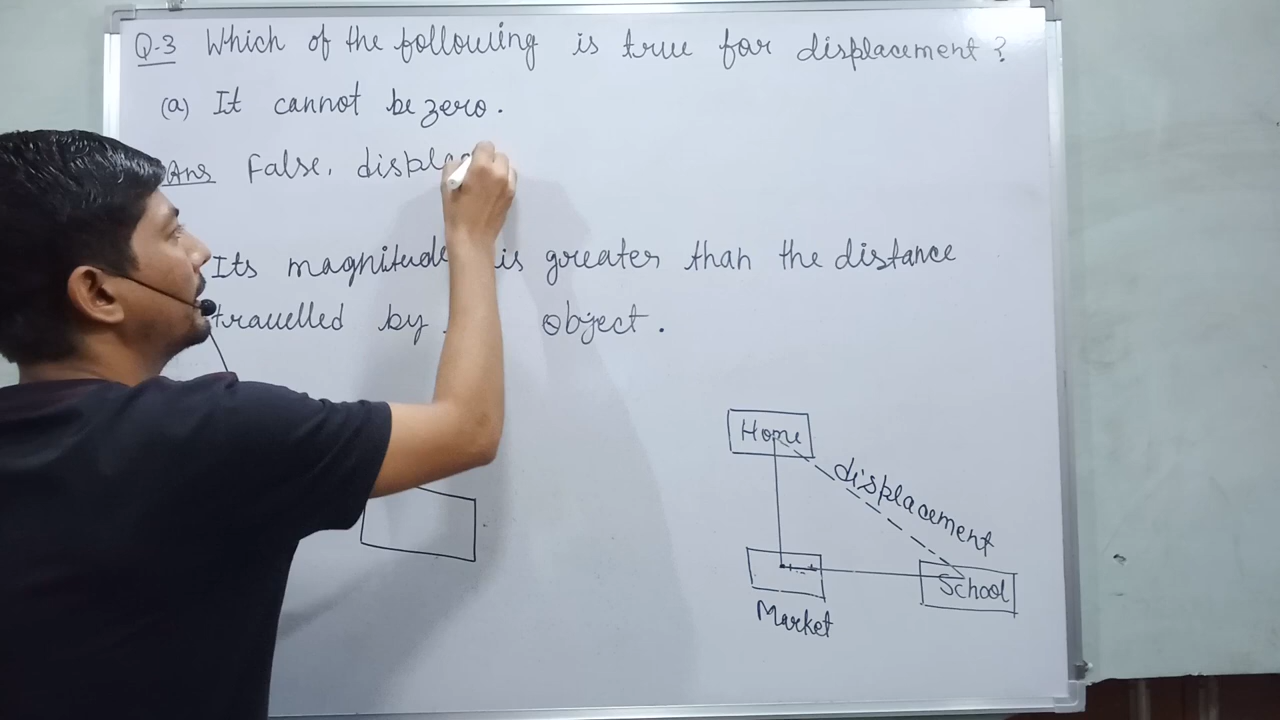 Q.3 Which of the following is true for displacement?
(a) It cannot be zero.
Ans False, displac
Its magnitude is greater than the distance
travelled by object.
Home
displacement
School
Market